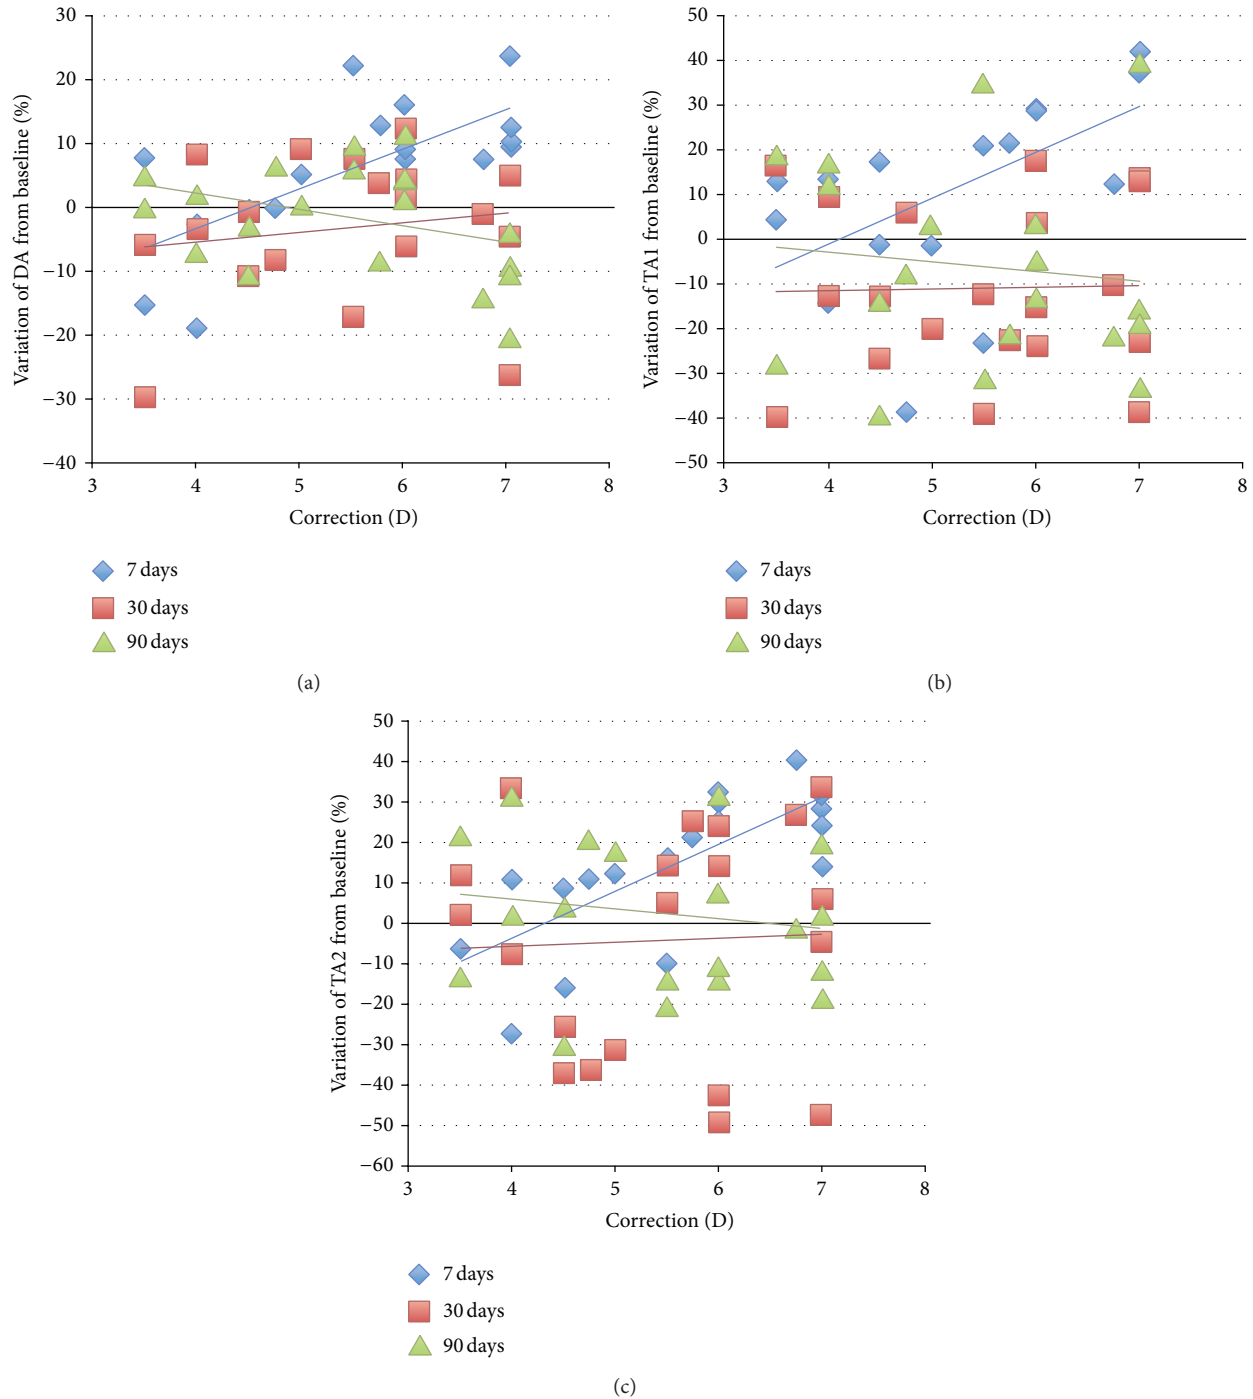 30
20
10
0
−10
−20
−30
−40
Variation of DA from baseline (%)
3 4 5 6 7 8
Correction (D)
7 days
30 days
90 days
(a)
50
40
30
20
10
0
−10
−20
−30
−40
−50
Variation of TA1 from baseline (%)
3 4 5 6 7 8
Correction (D)
7 days
30 days
90 days
(b)
50
40
30
20
10
0
−10
−20
−30
−40
−50
−60
Variation of TA2 from baseline (%)
3 4 5 6 7 8
Correction (D)
7 days
30 days
90 days
(c)